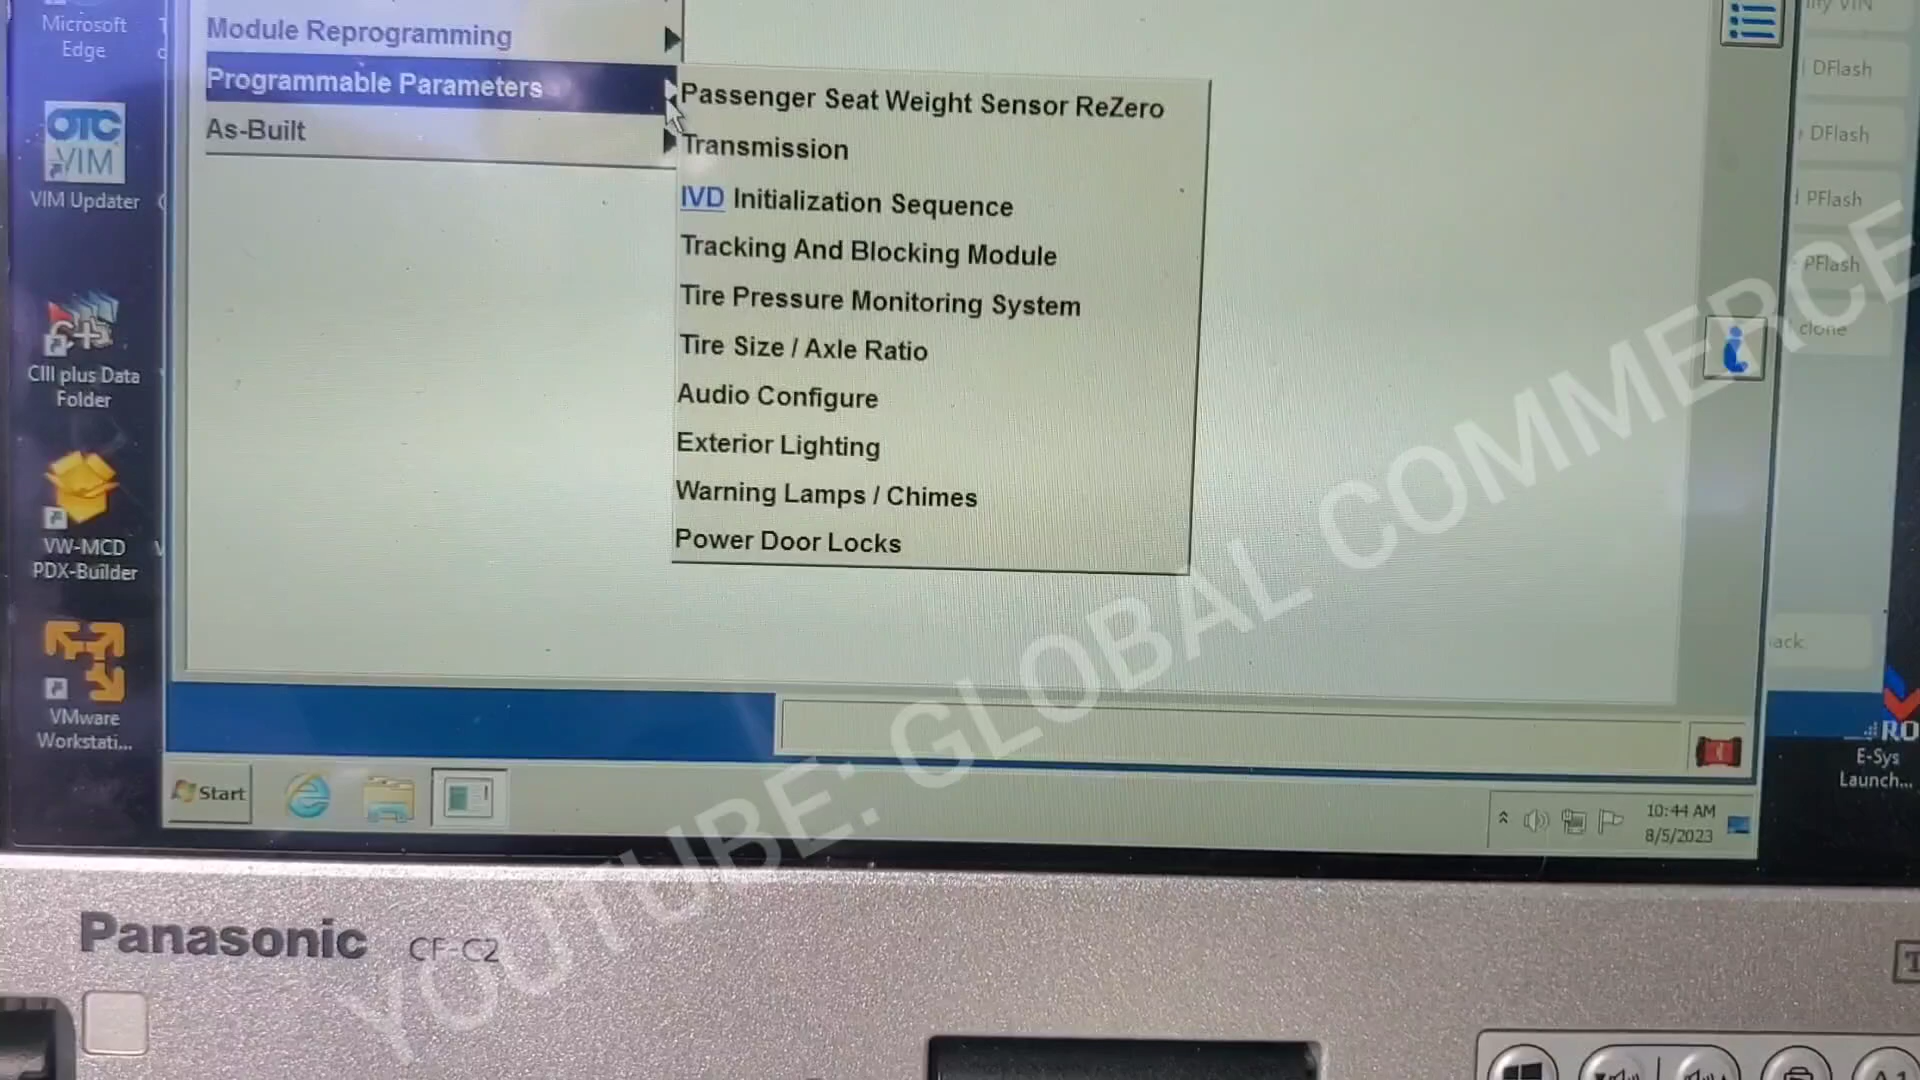 Microsoft
Edge
VIM Updater
OTC
VIM
CIII plus Data
Folder
VW-MCD
PDX-Builder
VMware
Workstati...
Module Reprogramming
Programmable Parameters
As-Built
Passenger Seat Weight Sensor ReZero
Transmission
IVD Initialization Sequence
Tracking And Blocking Module
Tire Pressure Monitoring System
Tire Size / Axle Ratio
Audio Configure
Exterior Lighting
Warning Lamps / Chimes
Power Door Locks
VIN
DFlash
DFlash
PFlash
PFlash
clone
E-Sys
Launch...
Start
10:44 AM
8/5/2023
YOUTUBE: GLOBAL COMMERCE
Panasonic CF-C2
A1